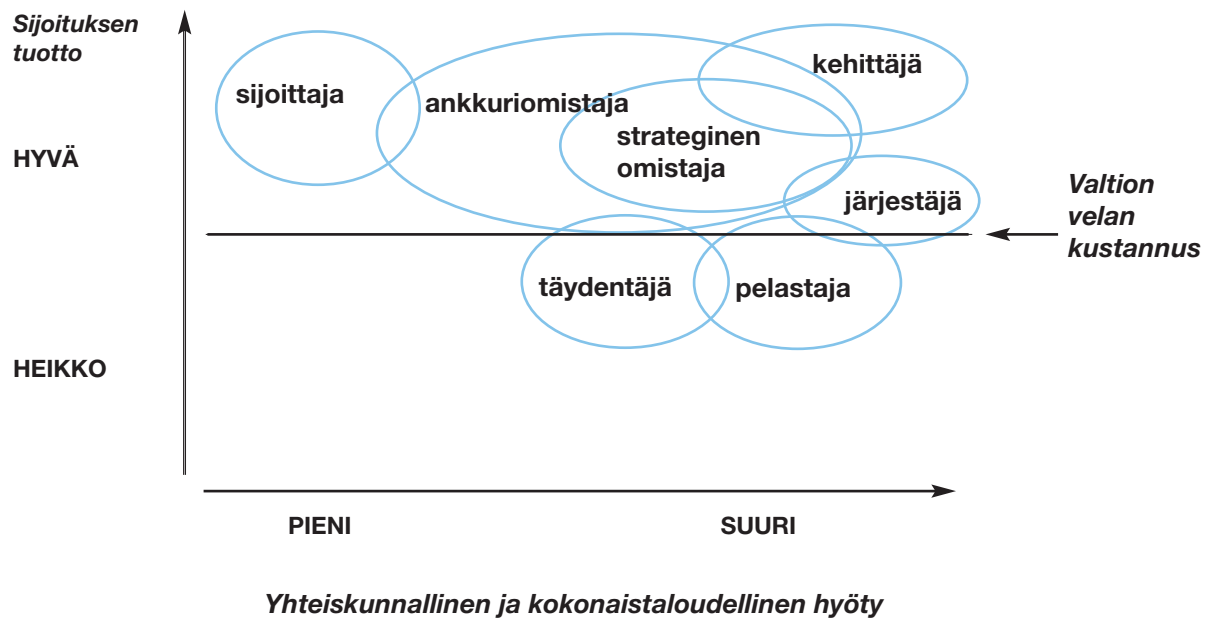 Sijoituksen
tuotto
HYVÄ
HEIKKO
sijoittaja
ankkuriomistaja
strateginen
omistaja
kehittäjä
järjestäjä
täydentäjä
pelastaja
Valtion
velan
kustannus
PIENI
SUURI
Yhteiskunnallinen ja kokonaistaloudellinen hyöty